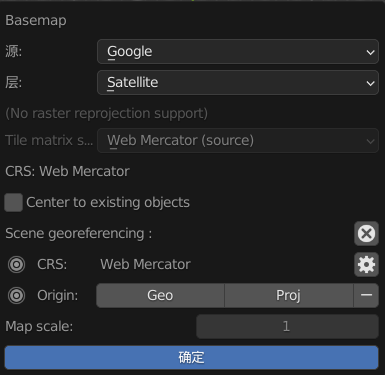 Basemap
源: Google
层: Satellite
(No raster reprojection support)
Tile matrix s... Web Mercator (source)
CRS: Web Mercator
Center to existing objects
Scene georeferencing :
CRS: Web Mercator
Origin: Geo Proj
Map scale: 1
确定